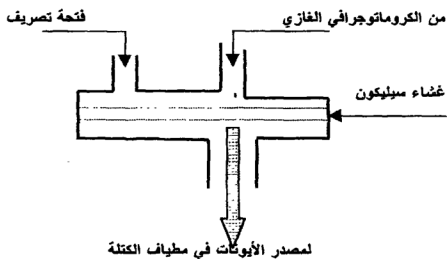 من الكروماتوجرافي الغازي
فتحة تصريف
غشاء سيليكون
لمصدر الأيونات في مطياف الكتلة